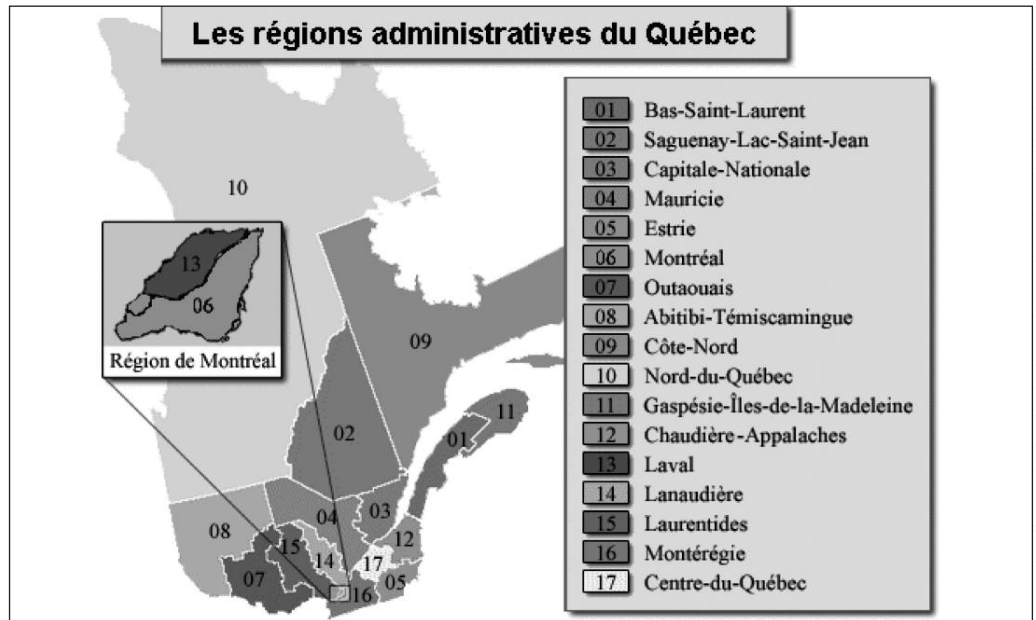 Les régions administratives du Québec
10
13
06
Région de Montréal
09
02
11
01
08
04
03
15
14
12
07
17
05
16
01 Bas-Saint-Laurent
02 Saguenay-Lac-Saint-Jean
03 Capitale-Nationale
04 Mauricie
05 Estrie
06 Montréal
07 Outaouais
08 Abitibi-Témiscamingue
09 Côte-Nord
10 Nord-du-Québec
11 Gaspésie-Îles-de-la-Madeleine
12 Chaudière-Appalaches
13 Laval
14 Lanaudière
15 Laurentides
16 Montérégie
17 Centre-du-Québec